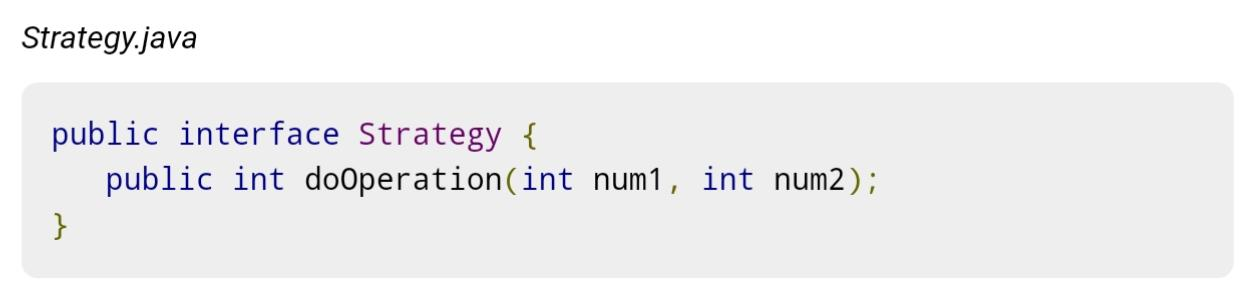 Strategy.java
public interface Strategy {
   public int doOperation(int num1, int num2);
}